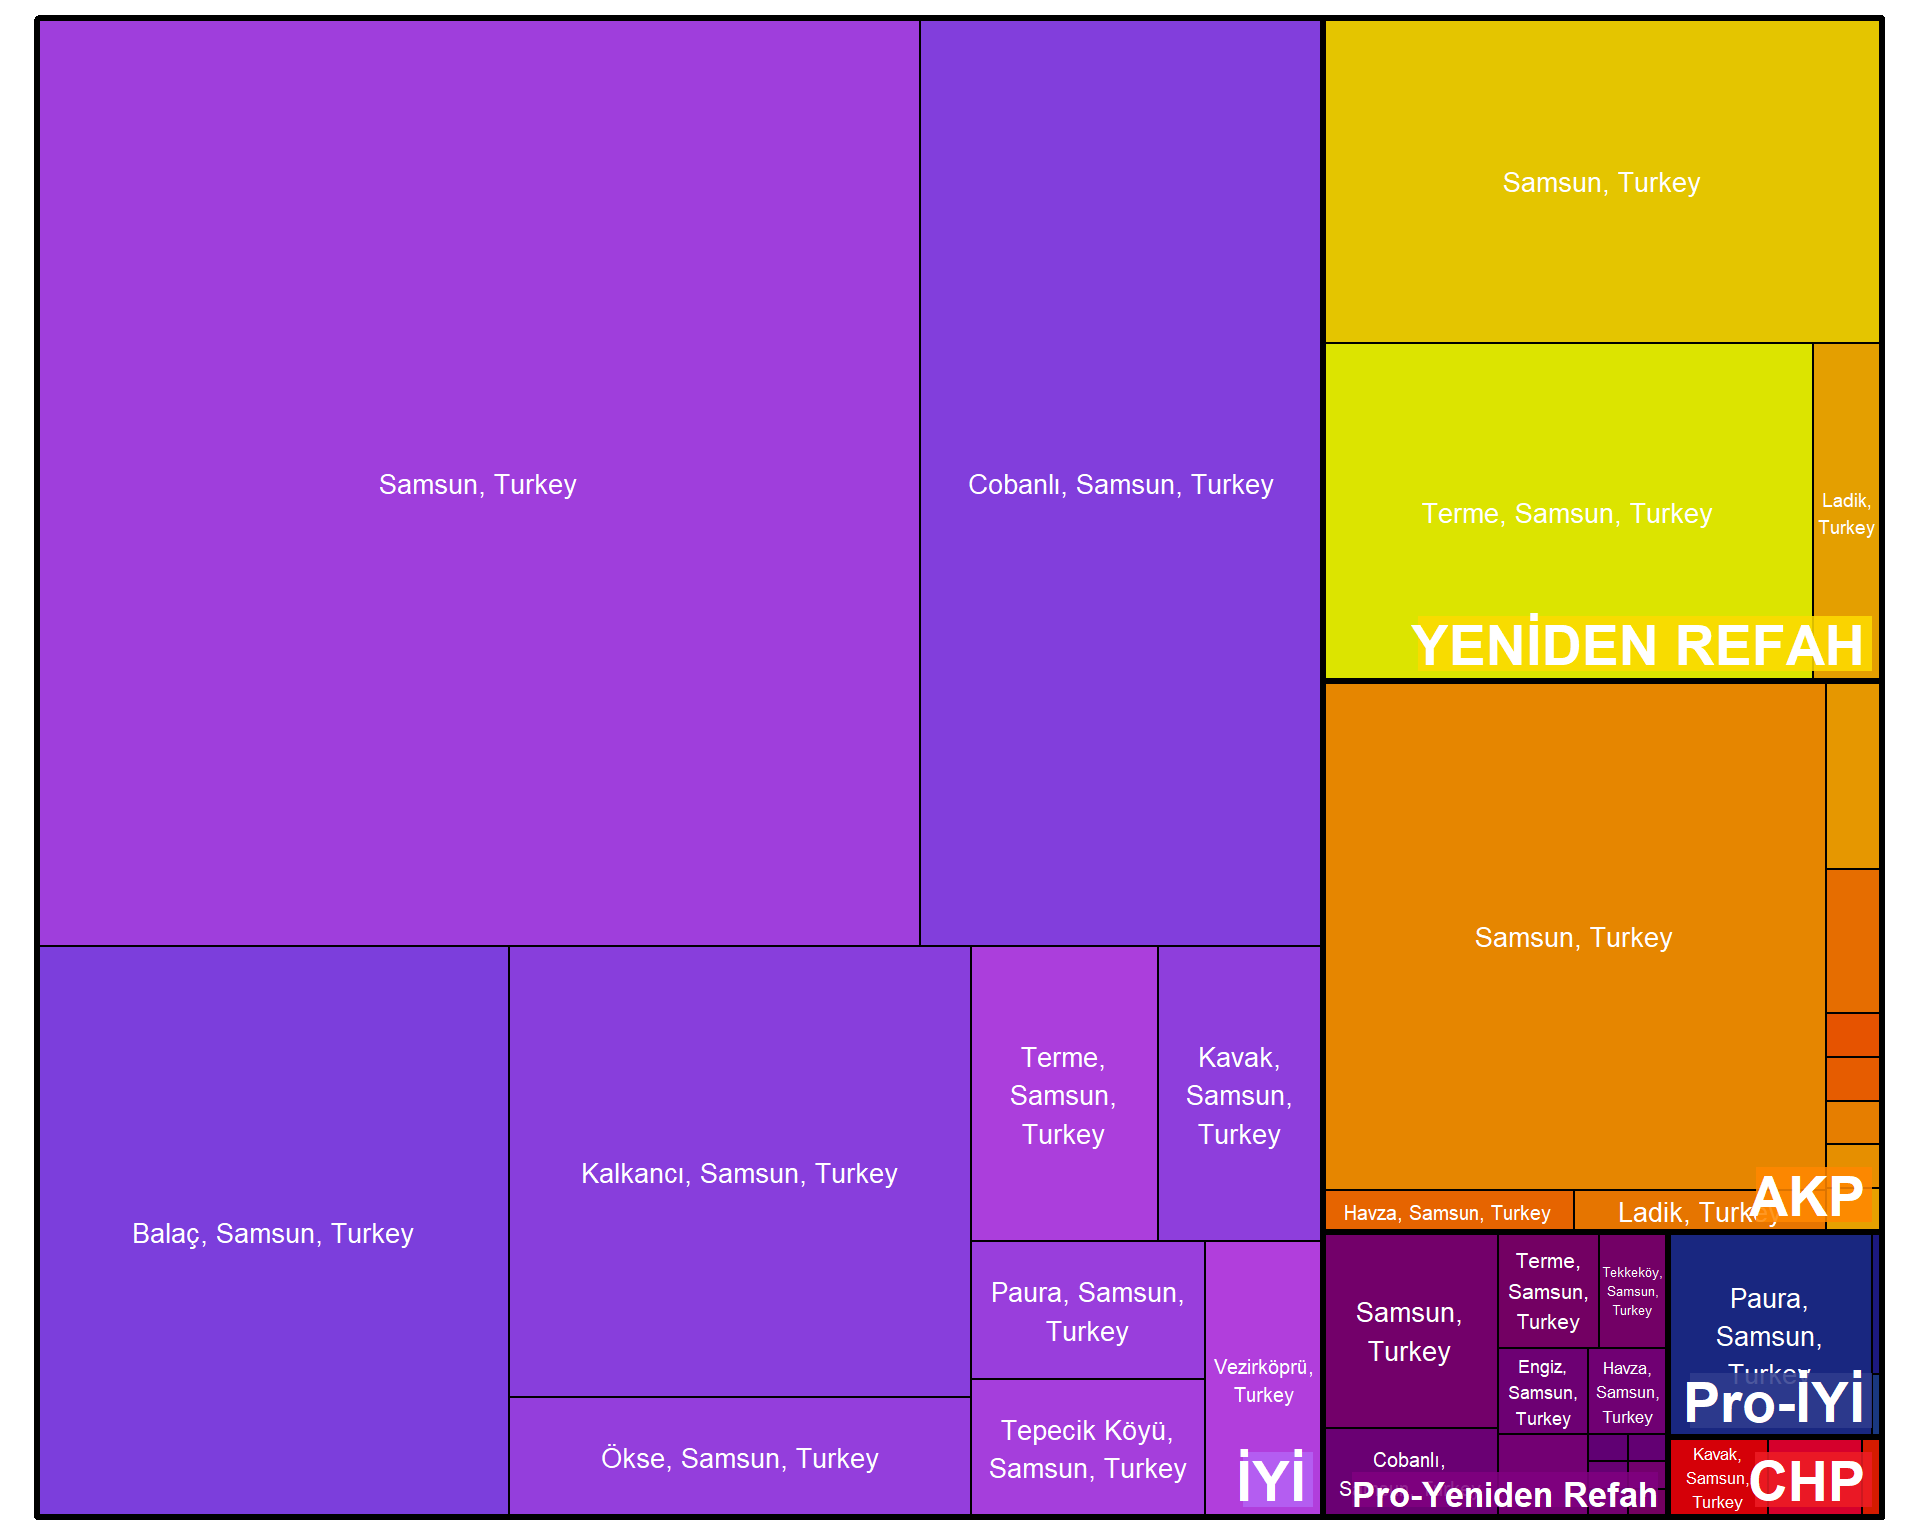 Samsun, Turkey
Cobanlı, Samsun, Turkey
Balaç, Samsun, Turkey
Kalkancı, Samsun, Turkey
Ökse, Samsun, Turkey
Terme,
Samsun,
Turkey
Kavak,
Samsun,
Turkey
Paura, Samsun,
Turkey
Tepecik Köyü,
Samsun, Turkey
Vezirköprü,
Turkey
İYİ
Samsun, Turkey
Terme, Samsun, Turkey
Ladik,
Turkey
YENİDEN REFAH
Samsun, Turkey
Havza, Samsun, Turkey
Ladik, Turkey
AKP
Samsun,
Turkey
Terme,
Samsun,
Turkey
Tekkeköy,
Samsun,
Turkey
Engiz,
Samsun,
Turkey
Havza,
Samsun,
Turkey
Cobanlı,
Pro-Yeniden Refah
Paura,
Samsun,
Turkey
Pro-İYİ
Kavak,
Samsun,
Turkey
CHP